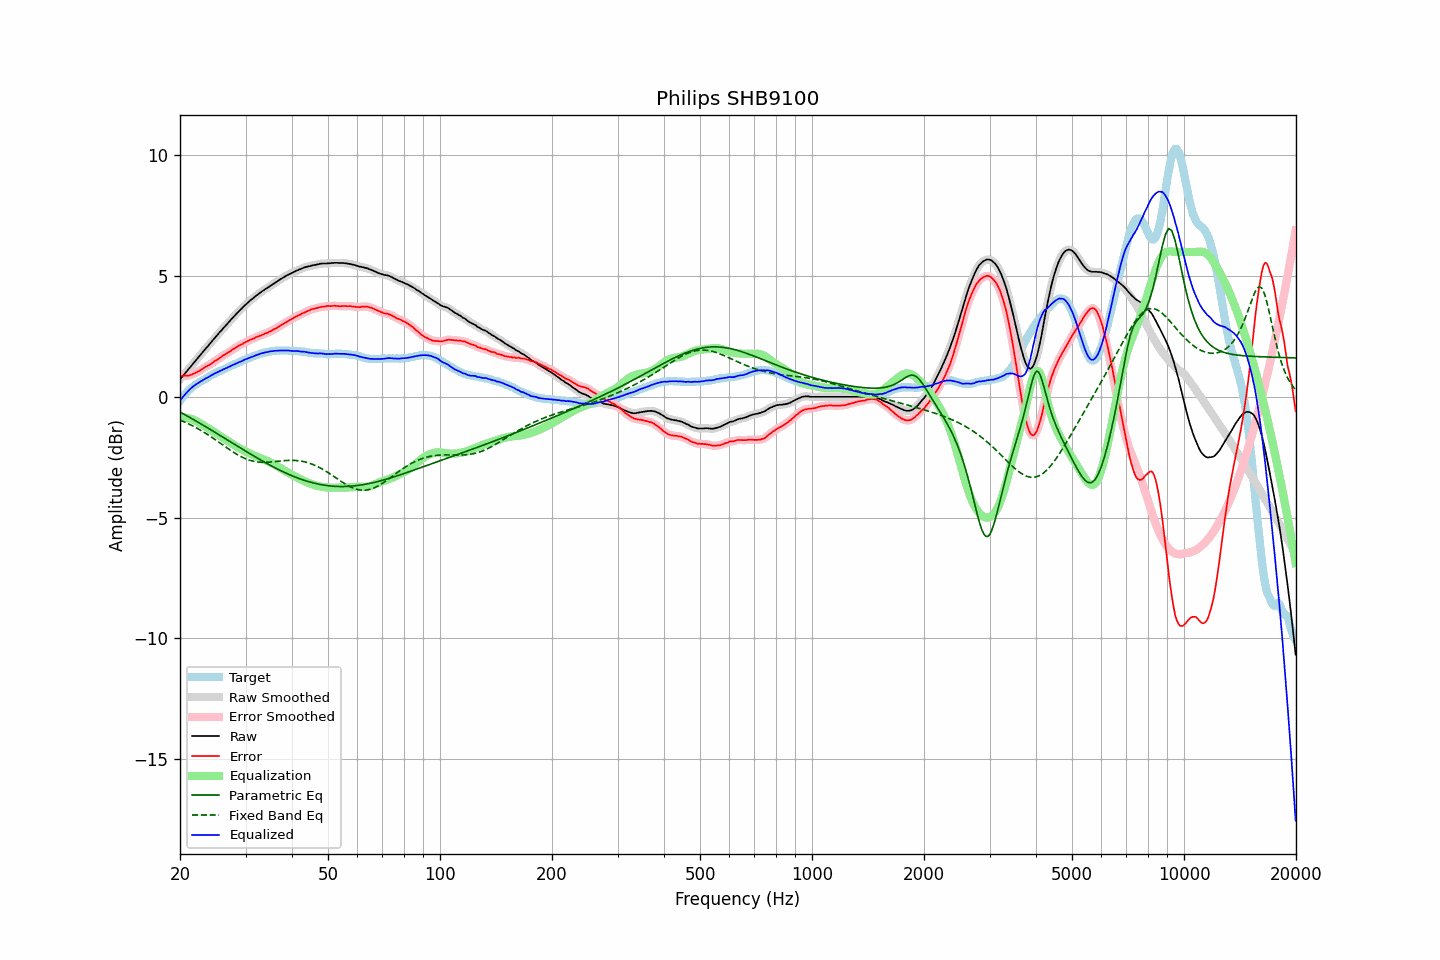 Philips SHB9100
10
5
0
−5
−10
−15
Amplitude (dBr)
Target
Raw Smoothed
Error Smoothed
Raw
Error
Equalization
Parametric Eq
Fixed Band Eq
Equalized
20 50 100 200 500 1000 2000 5000 10000 20000
Frequency (Hz)